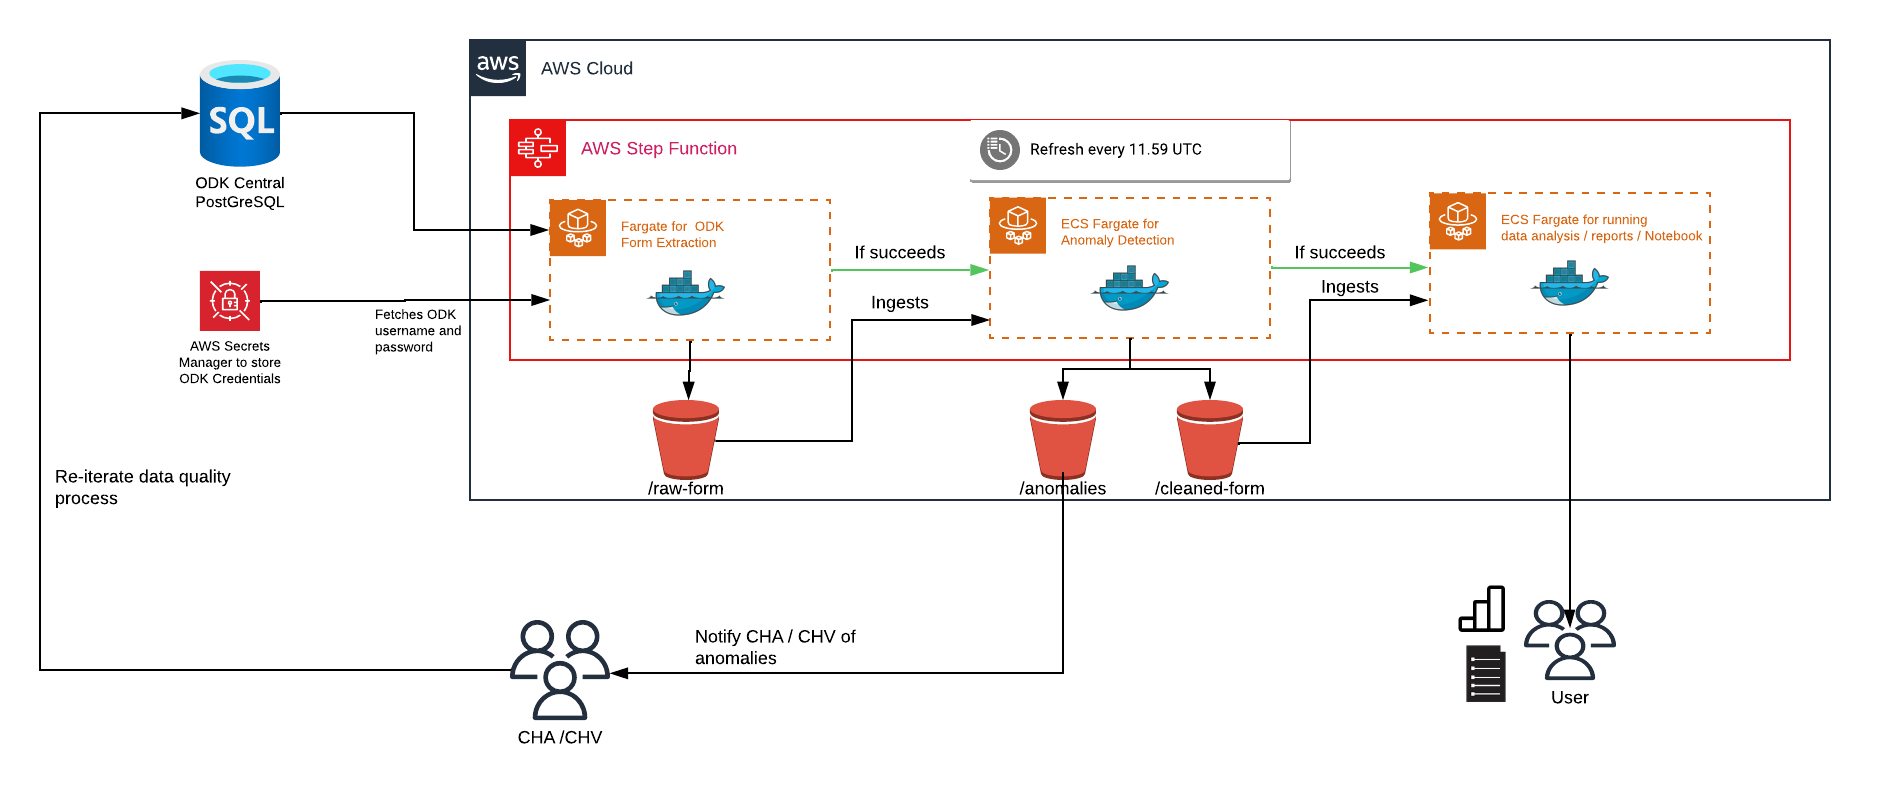 aws
AWS Cloud
SQL
ODK Central
PostGreSQL
AWS Step Function
Refresh every 11.59 UTC
Fargate for ODK
Form Extraction
If succeeds
Ingests
ECS Fargate for
Anomaly Detection
If succeeds
Ingests
ECS Fargate for running
data analysis / reports / Notebook
Fetches ODK
username and
password
AWS Secrets
Manager to store
ODK Credentials
/raw-form
/anomalies
/cleaned-form
Re-iterate data quality
process
Notify CHA / CHV of
anomalies
CHA /CHV
User